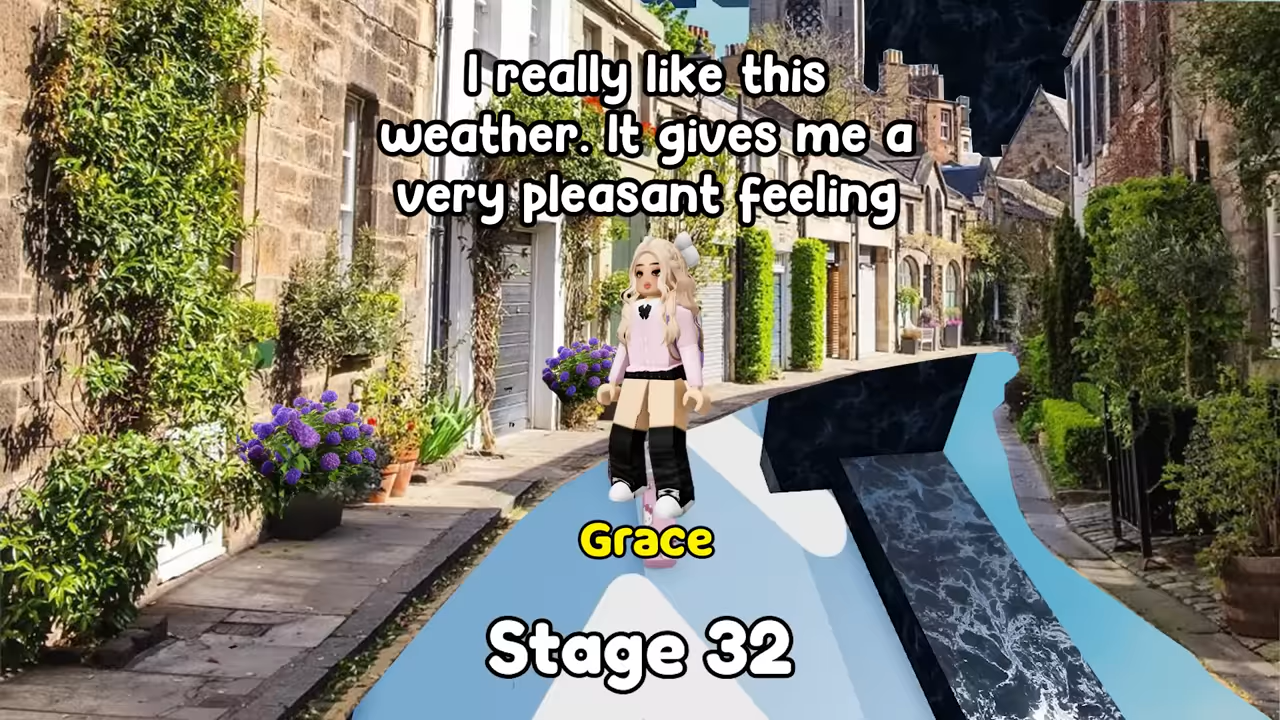 I really like this
weather. It gives me a
very pleasant feeling
Grace
Stage 32